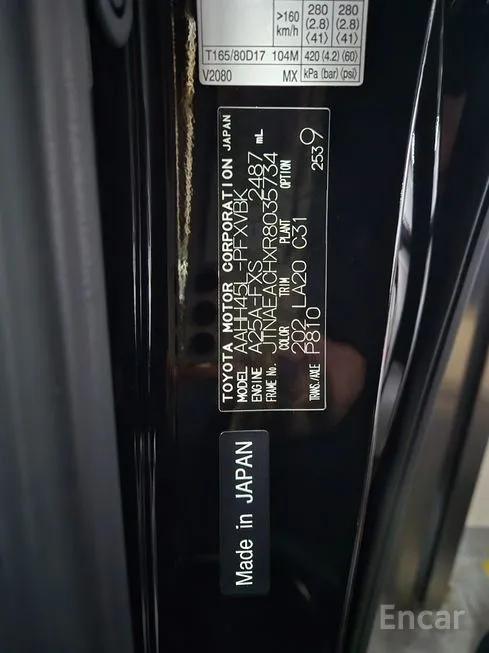 >160 km/h 280 (2.8) ⟨41⟩ 280 (2.8) ⟨41⟩
T165/80D17 104M 420 (4.2) ⟨60⟩
V2080 MX kPa (bar) ⟨psi⟩
TOYOTA MOTOR CORPORATION JAPAN
MODEL AAHH45L-PFXVBK
ENGINE A25A-FXS 2487 mL
FRAME No. JTNAEACHXR8035734
COLOR TRIM PLANT OPTION
202 LA20 C31
TRANS./AXLE P810 2539
Made in JAPAN
Encar